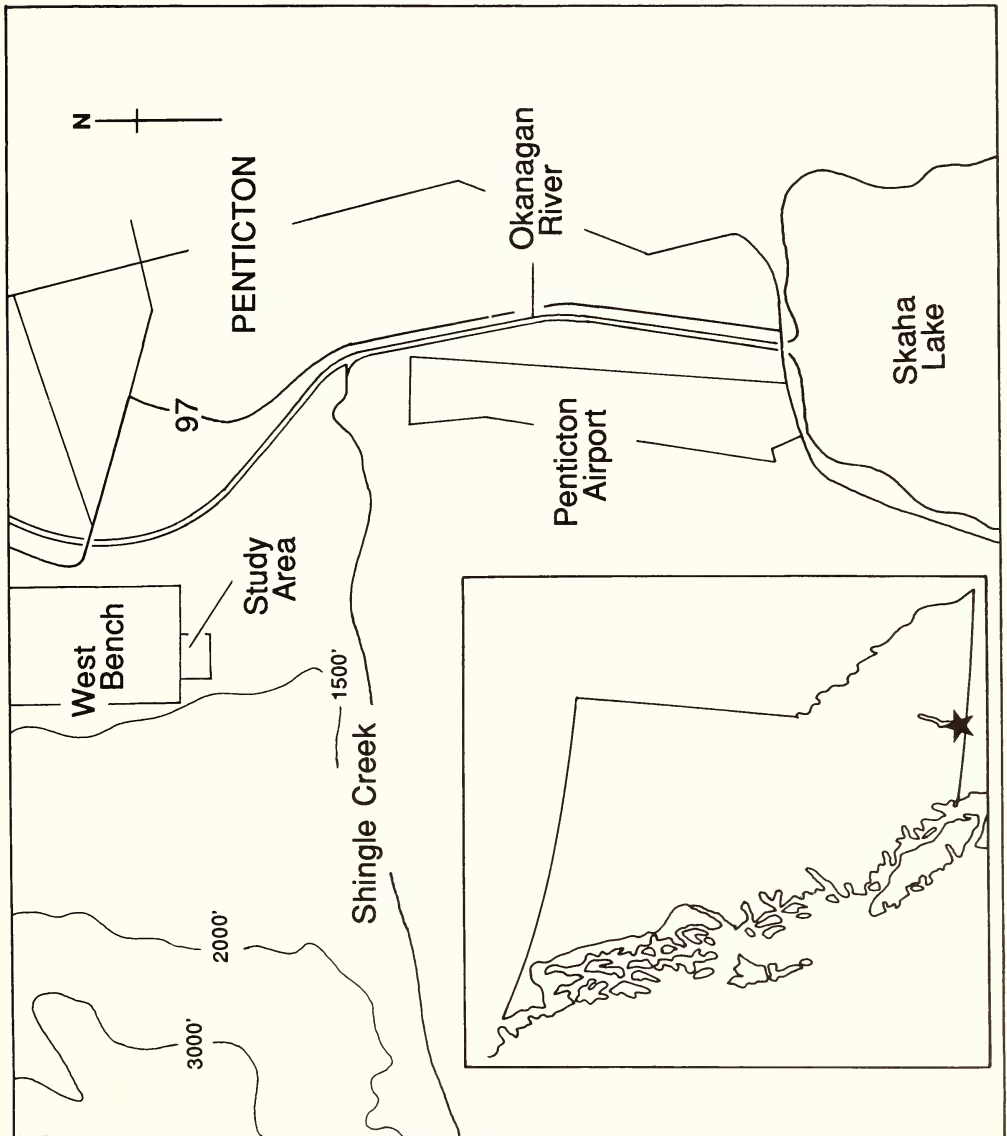 N
PENTICTON
97
Okanagan
River
West
Bench
Study
Area
1500'
Shingle Creek
2000'
3000'
Penticton
Airport
Skaha
Lake